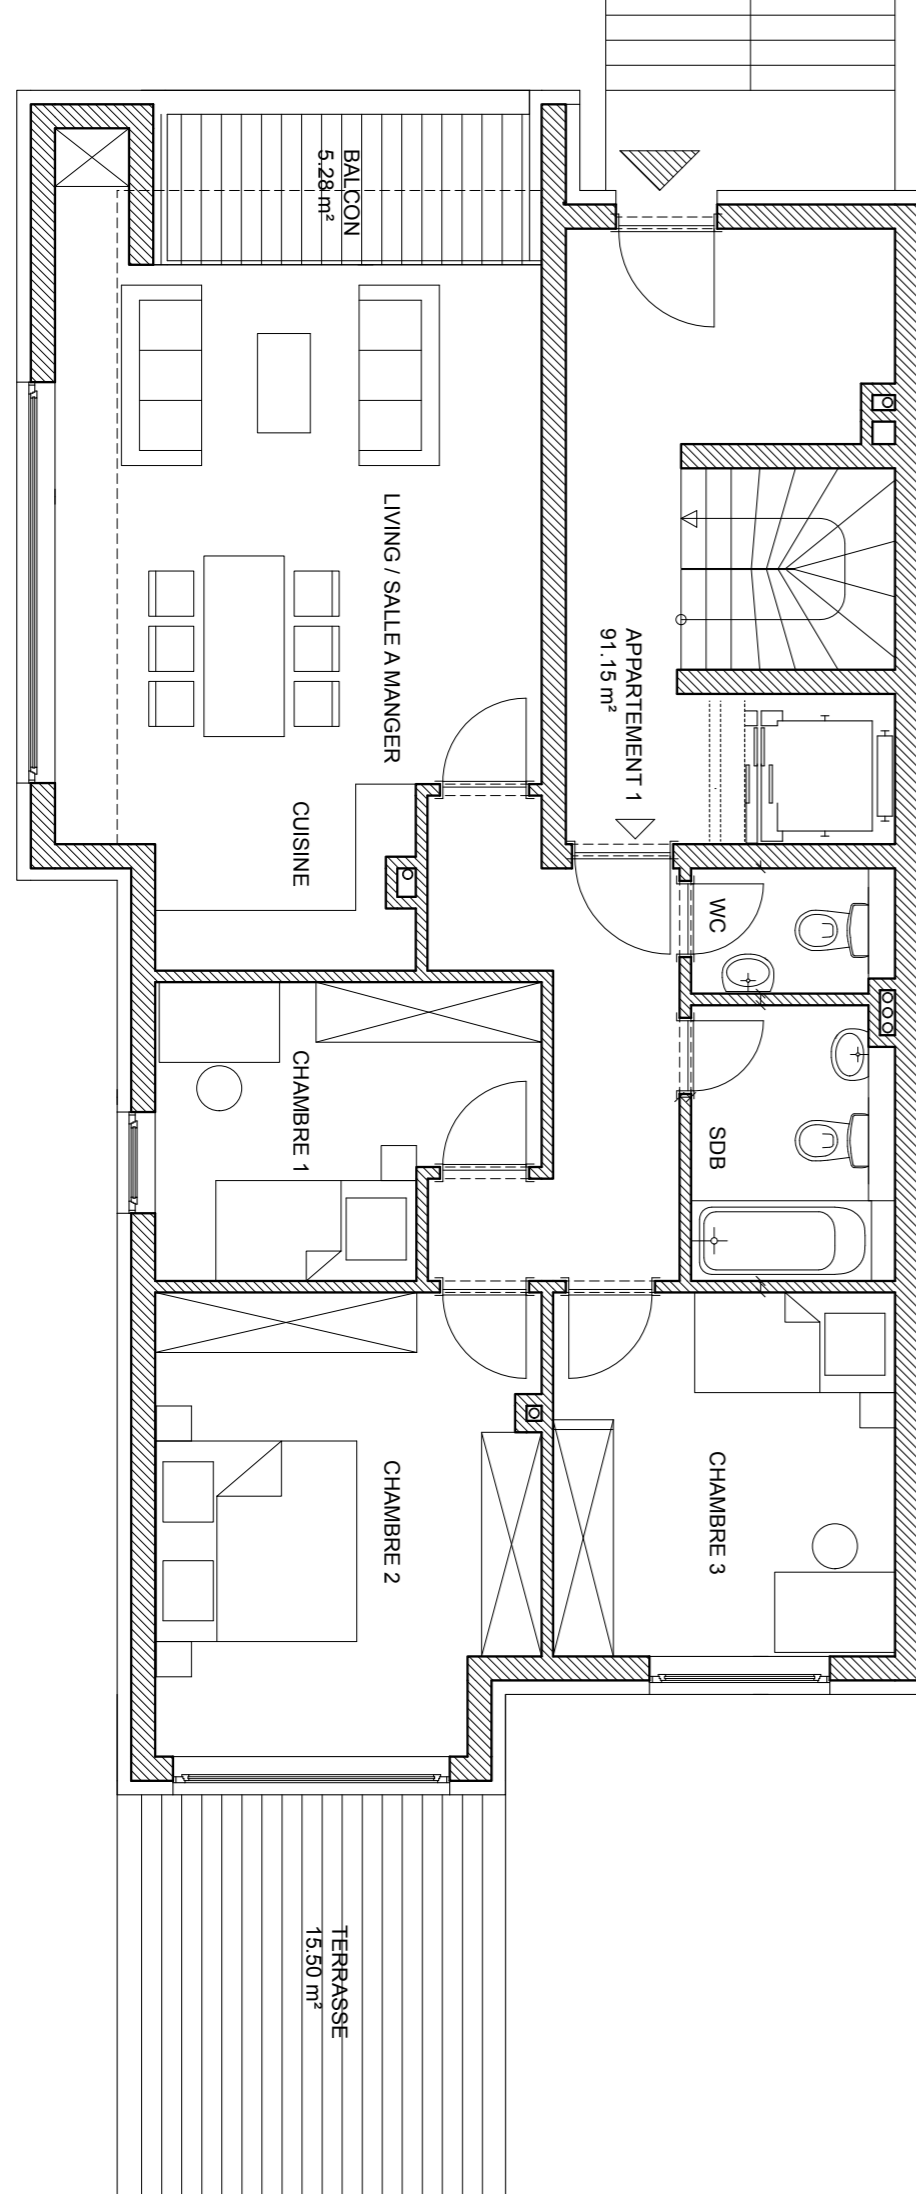 BALCON
5.28 m²
LIVING / SALLE A MANGER
APPARTEMENT 1
91.15 m²
CUISINE
WC
CHAMBRE 1
SDB
CHAMBRE 2
CHAMBRE 3
TERRASSE
15.50 m²